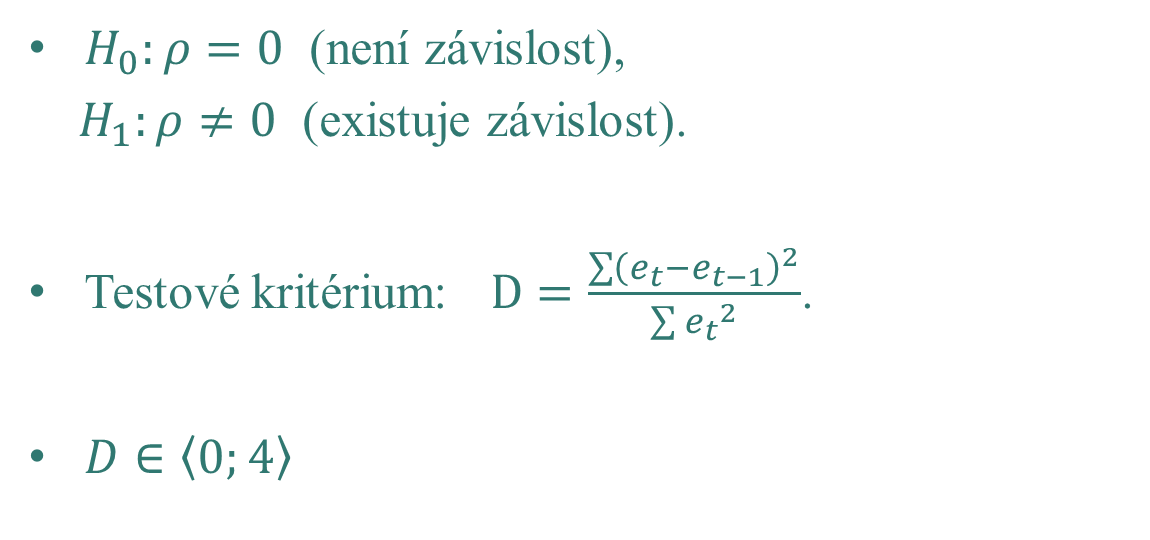 • H₀: ρ = 0 (není závislost),
H₁: ρ ≠ 0 (existuje závislost).
• Testové kritérium: D = ∑(eₜ−eₜ₋₁)² / ∑ eₜ².
• D ∈ ⟨0; 4⟩